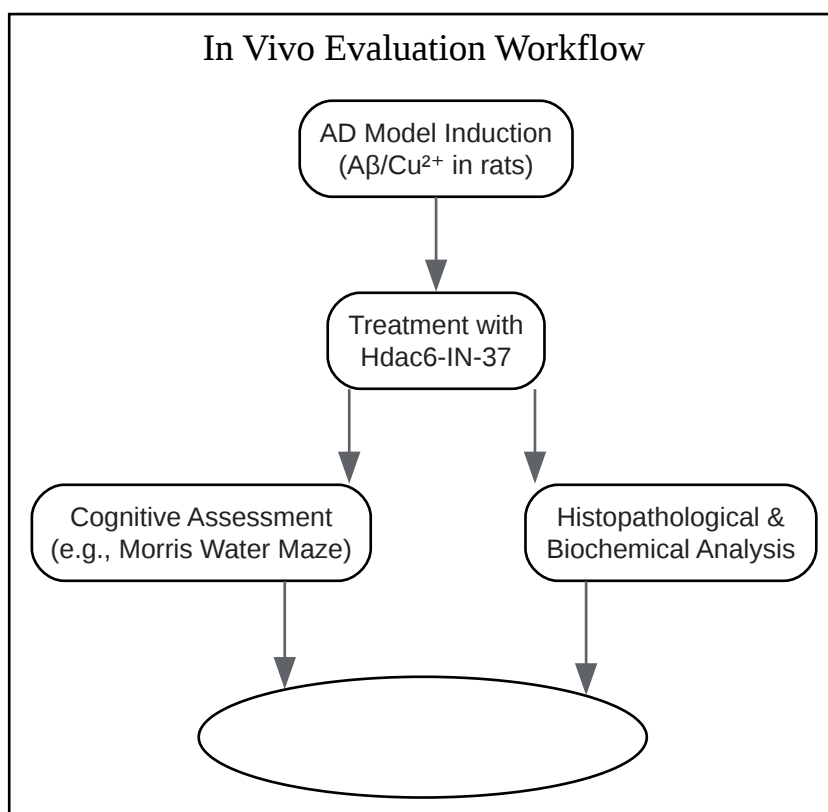 In Vivo Evaluation Workflow
AD Model Induction
(Aβ/Cu²⁺ in rats)
Treatment with
Hdac6-IN-37
Cognitive Assessment
(e.g., Morris Water Maze)
Histopathological &
Biochemical Analysis